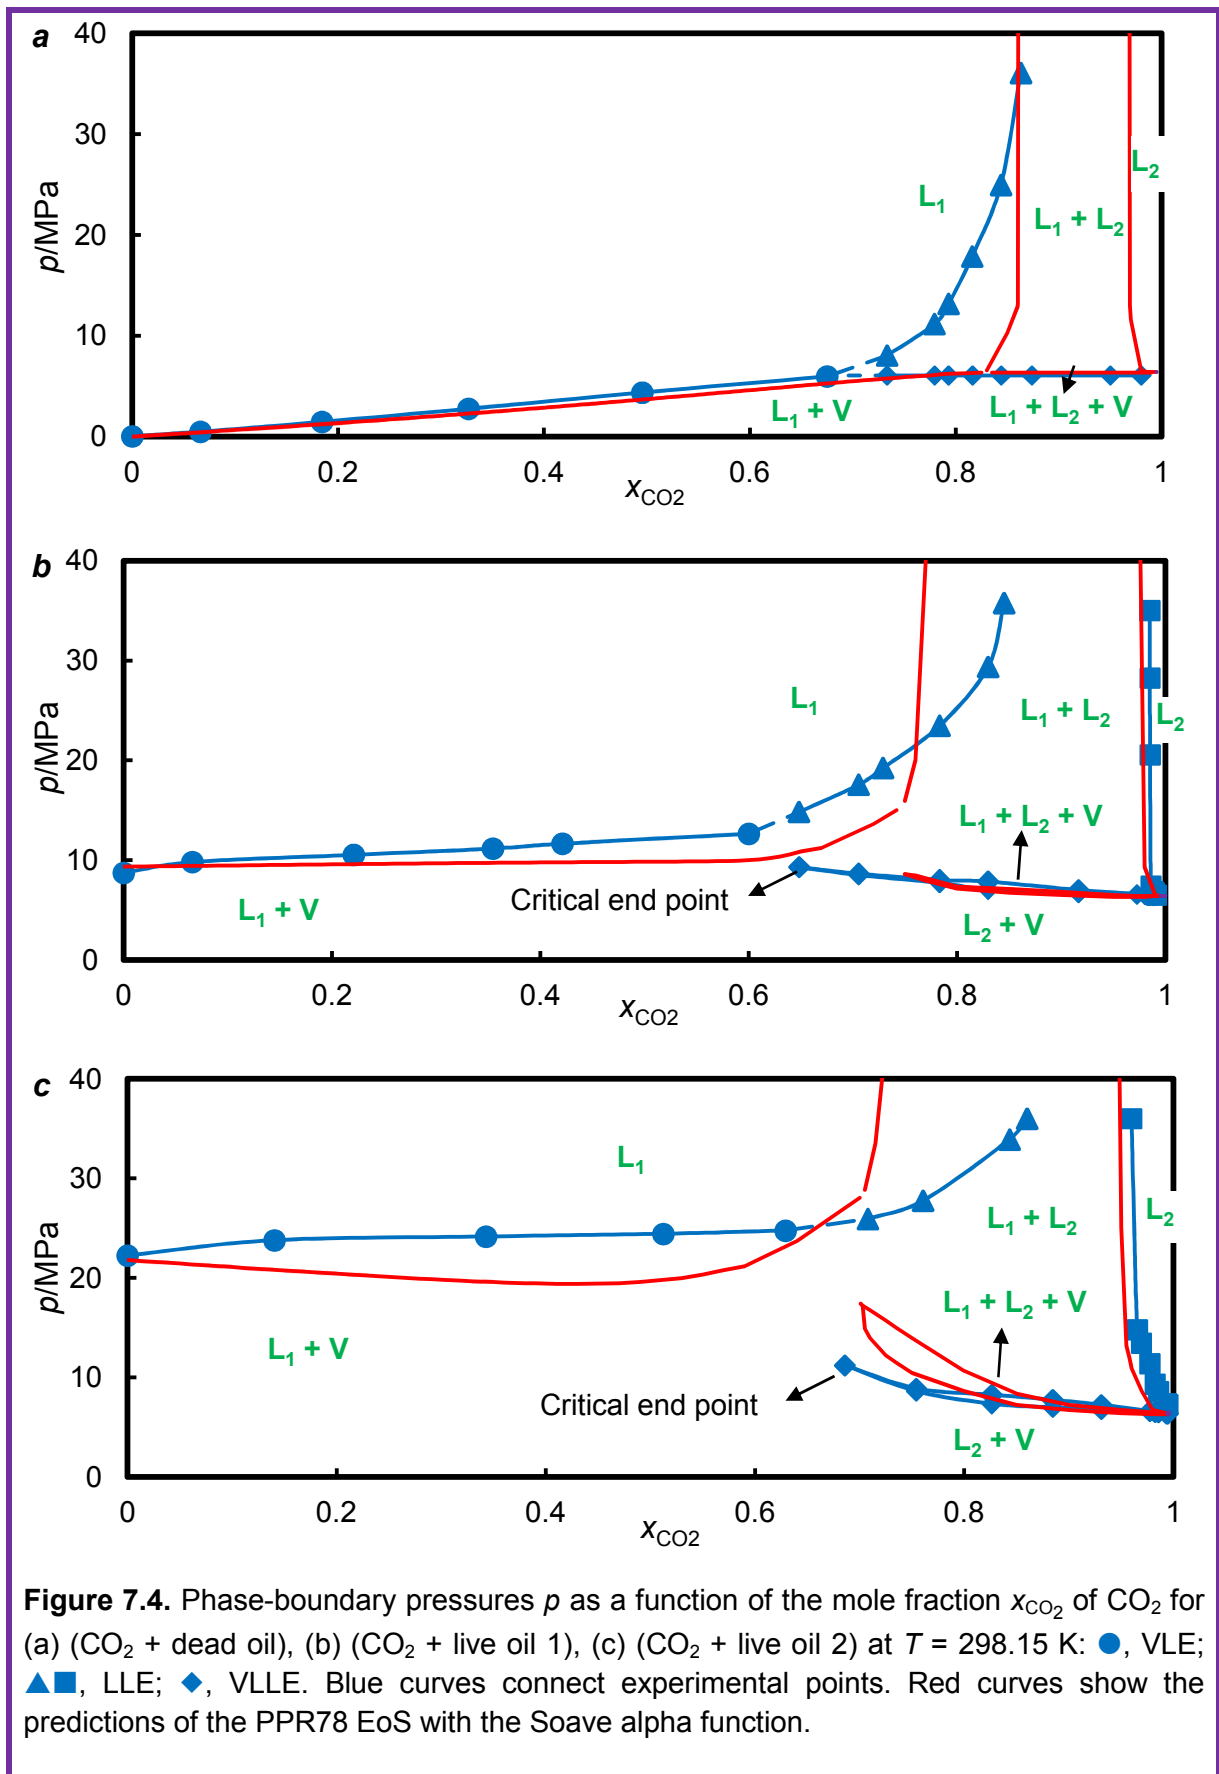 a
40
30
20
10
0
p/MPa
L₁
L₂
L₁ + L₂
L₁ + V
L₁ + L₂ + V
0 0.2 0.4 0.6 0.8 1
xCO2
b
40
30
20
10
0
p/MPa
L₁
L₁ + L₂
L₂
L₁ + L₂ + V
Critical end point
L₁ + V
L₂ + V
0 0.2 0.4 0.6 0.8 1
xCO2
c
40
30
20
10
0
p/MPa
L₁
L₁ + L₂
L₂
L₁ + L₂ + V
L₁ + V
Critical end point
L₂ + V
0 0.2 0.4 0.6 0.8 1
xCO2
Figure 7.4. Phase-boundary pressures p as a function of the mole fraction xCO₂ of CO₂ for
(a) (CO₂ + dead oil), (b) (CO₂ + live oil 1), (c) (CO₂ + live oil 2) at T = 298.15 K: ●, VLE;
▲■, LLE; ◆, VLLE. Blue curves connect experimental points. Red curves show the
predictions of the PPR78 EoS with the Soave alpha function.